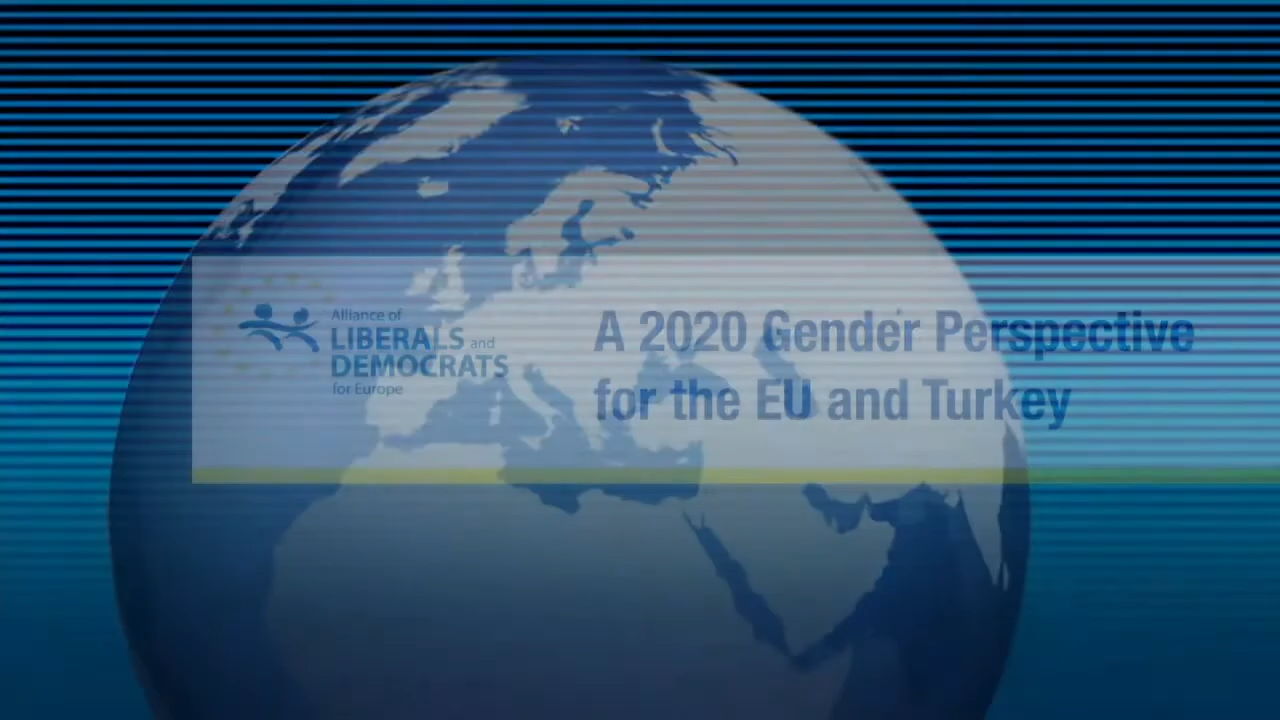 Alliance of
LIBERALS and
DEMOCRATS
for Europe
A 2020 Gender Perspective
for the EU and Turkey